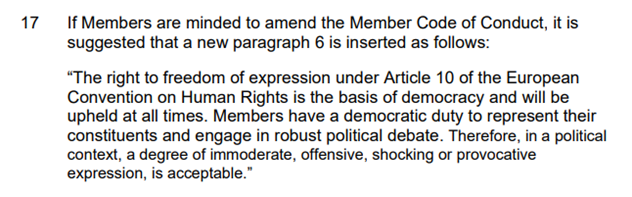 17 If Members are minded to amend the Member Code of Conduct, it is
suggested that a new paragraph 6 is inserted as follows:
“The right to freedom of expression under Article 10 of the European
Convention on Human Rights is the basis of democracy and will be
upheld at all times. Members have a democratic duty to represent their
constituents and engage in robust political debate. Therefore, in a political
context, a degree of immoderate, offensive, shocking or provocative
expression, is acceptable.”